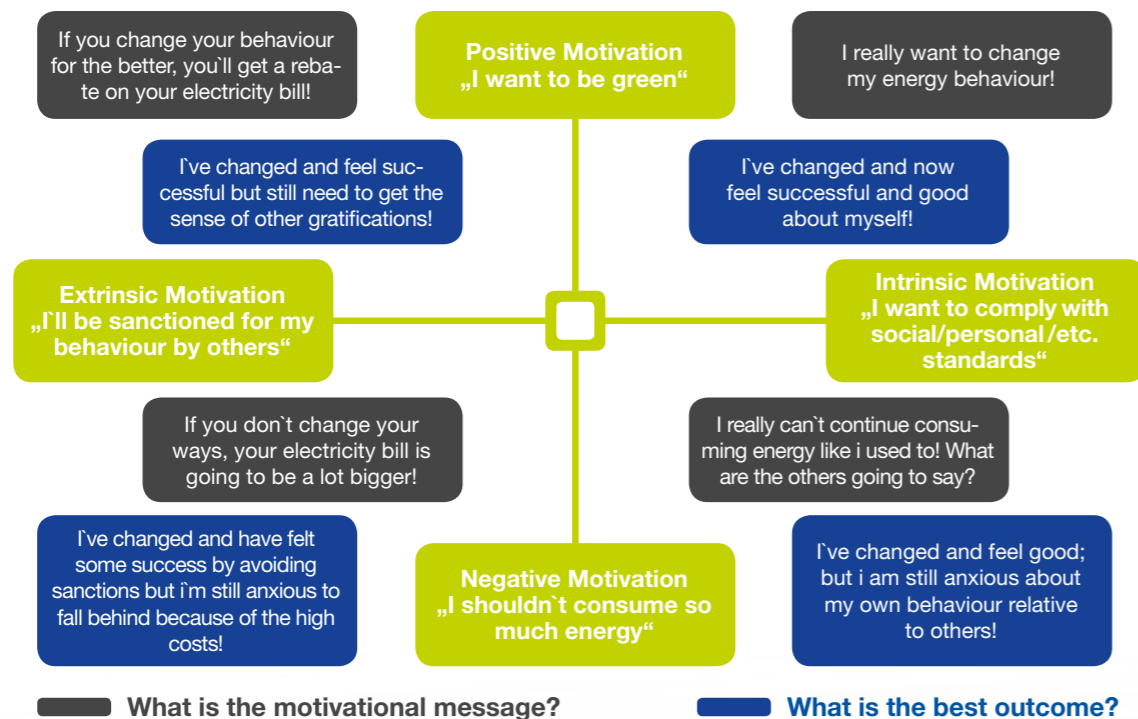 If you change your behaviour
for the better, you`ll get a reba-
te on your electricity bill!
Positive Motivation
„I want to be green“
I really want to change
my energy behaviour!
I`ve changed and feel suc-
cessful but still need to get the
sense of other gratifications!
I`ve changed and now
feel successful and good
about myself!
Extrinsic Motivation
„I`ll be sanctioned for my
behaviour by others“
Intrinsic Motivation
„I want to comply with
social/personal/etc.
standards“
If you don`t change your
ways, your electricity bill is
going to be a lot bigger!
I really can`t continue consu-
ming energy like i used to! What
are the others going to say?
I`ve changed and have felt
some success by avoiding
sanctions but i`m still anxious to
fall behind because of the high
costs!
Negative Motivation
„I shouldn`t consume so
much energy“
I`ve changed and feel good;
but i am still anxious about
my own behaviour relative
to others!
What is the motivational message?
What is the best outcome?